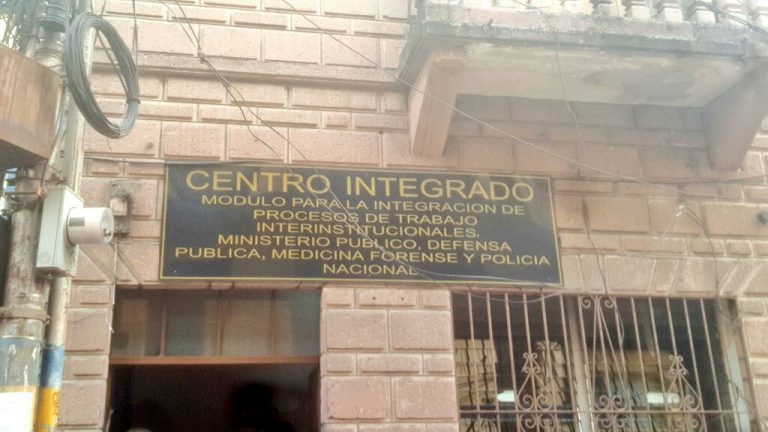 CENTRO INTEGRADO
MODULO PARA LA INTEGRACION DE
PROCESOS DE TRABAJO
INTERINSTITUCIONALES.
MINISTERIO PUBLICO, DEFENSA
PUBLICA, MEDICINA FORENSE Y POLICIA
NACIONAL